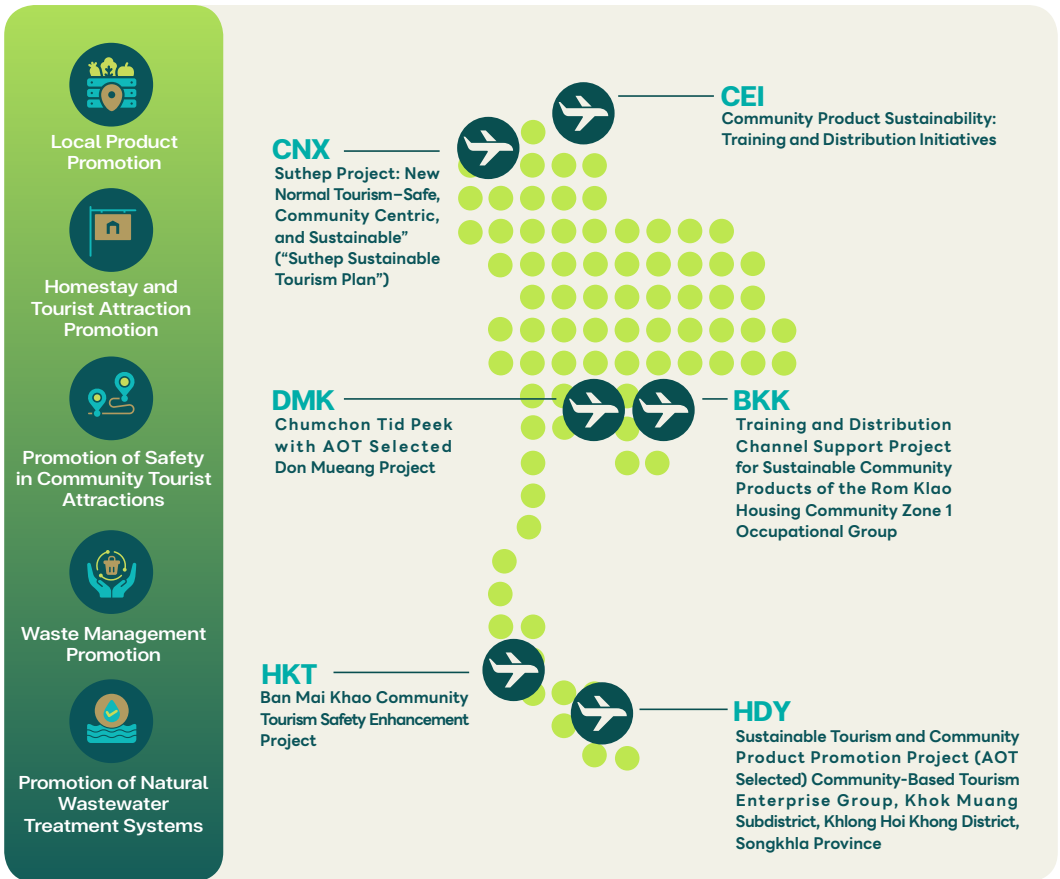 Local Product
Promotion
Homestay and
Tourist Attraction
Promotion
Promotion of Safety
in Community Tourist
Attractions
Waste Management
Promotion
Promotion of Natural
Wastewater
Treatment Systems
CEI
Community Product Sustainability:
Training and Distribution Initiatives
CNX
Suthep Project: New
Normal Tourism–Safe,
Community Centric,
and Sustainable”
(“Suthep Sustainable
Tourism Plan”)
DMK
Chumchon Tid Peek
with AOT Selected
Don Mueang Project
BKK
Training and Distribution
Channel Support Project
for Sustainable Community
Products of the Rom Klao
Housing Community Zone 1
Occupational Group
HKT
Ban Mai Khao Community
Tourism Safety Enhancement
Project
HDY
Sustainable Tourism and Community
Product Promotion Project (AOT
Selected) Community-Based Tourism
Enterprise Group, Khok Muang
Subdistrict, Khlong Hoi Khong District,
Songkhla Province